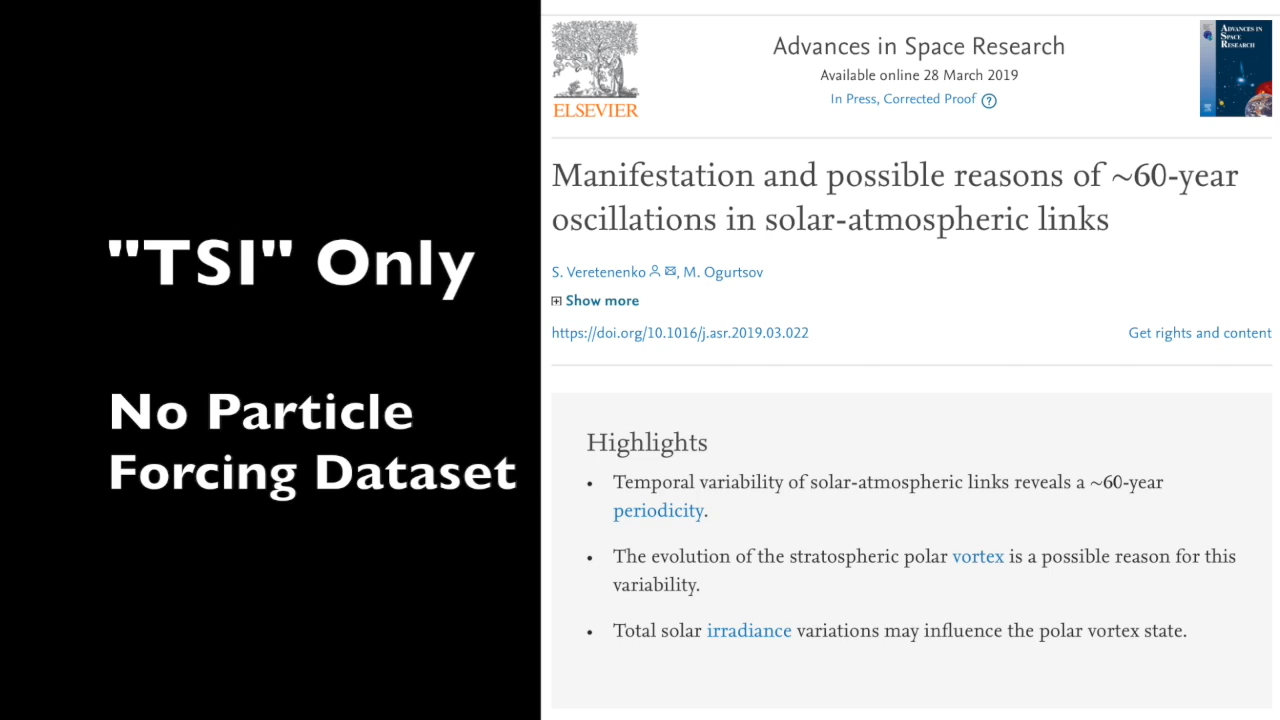 "TSI" Only
No Particle
Forcing Dataset
ELSEVIER
Advances in Space Research
Available online 28 March 2019
In Press, Corrected Proof ?
ADVANCES IN
SPACE
RESEARCH
Manifestation and possible reasons of ~60-year
oscillations in solar-atmospheric links
S. Veretenenko, M. Ogurtsov
Show more
https://doi.org/10.1016/j.asr.2019.03.022
Get rights and content
Highlights
• Temporal variability of solar-atmospheric links reveals a ~60-year
periodicity.
• The evolution of the stratospheric polar vortex is a possible reason for this
variability.
• Total solar irradiance variations may influence the polar vortex state.